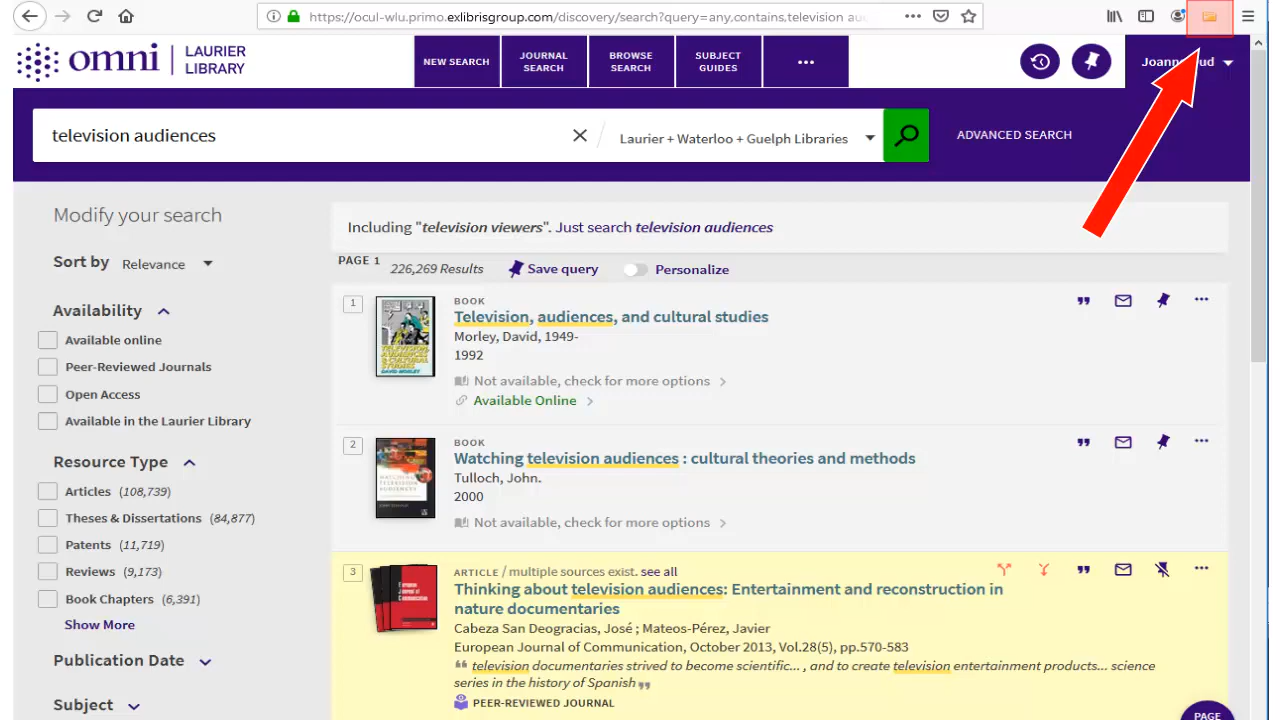 https://ocul-wlu.primo.exlibrisgroup.com/discovery/search?query=any,contains,television au
omni LAURIER LIBRARY
NEW SEARCH
JOURNAL SEARCH
BROWSE SEARCH
SUBJECT GUIDES
television audiences
Laurier + Waterloo + Guelph Libraries
ADVANCED SEARCH
Modify your search
Sort by Relevance
Availability
Available online
Peer-Reviewed Journals
Open Access
Available in the Laurier Library
Resource Type
Articles (108,739)
Theses & Dissertations (84,877)
Patents (11,719)
Reviews (9,173)
Book Chapters (6,391)
Show More
Publication Date
Subject
Including "television viewers". Just search television audiences
PAGE 1 226,269 Results Save query Personalize
1
BOOK
Television, audiences, and cultural studies
Morley, David, 1949-
1992
Not available, check for more options
Available Online
2
BOOK
Watching television audiences : cultural theories and methods
Tulloch, John.
2000
Not available, check for more options
3
ARTICLE / multiple sources exist. see all
Thinking about television audiences: Entertainment and reconstruction in
nature documentaries
Cabeza San Deogracias, José ; Mateos-Pérez, Javier
European Journal of Communication, October 2013, Vol.28(5), pp.570-583
television documentaries strived to become scientific... , and to create television entertainment products... science
series in the history of Spanish
PEER-REVIEWED JOURNAL
PAGE